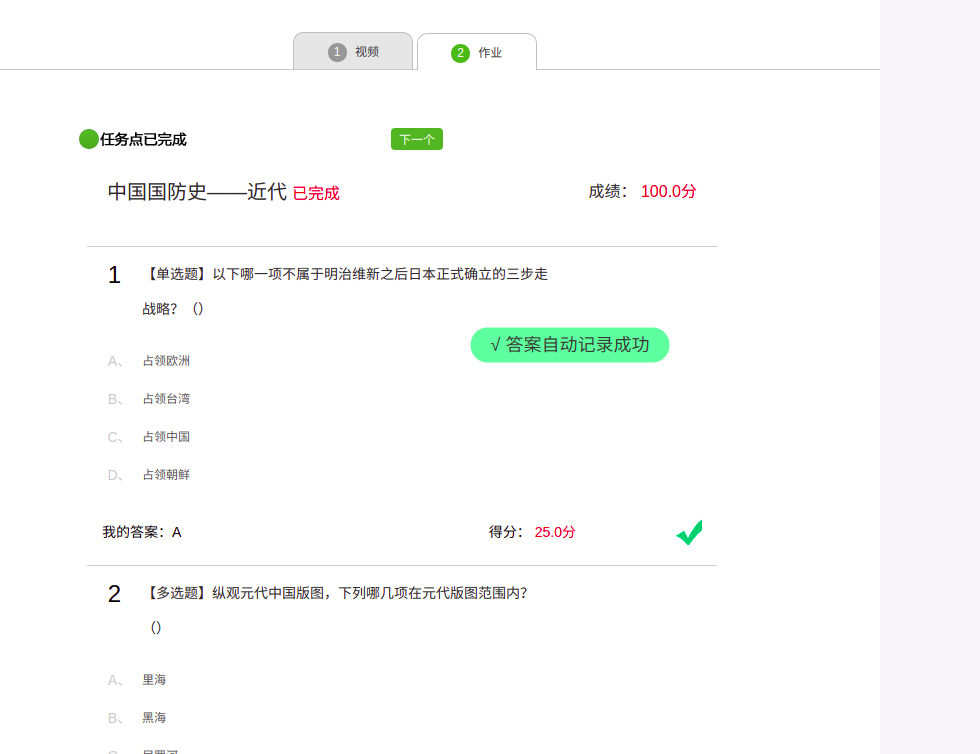 1 视频 2 作业
任务点已完成 下一个
中国国防史——近代 已完成 成绩： 100.0分
1 【单选题】以下哪一项不属于明治维新之后日本正式确立的三步走
战略？（）
√ 答案自动记录成功
A、 占领欧洲
B、 占领台湾
C、 占领中国
D、 占领朝鲜
我的答案：A 得分： 25.0分
2 【多选题】纵观元代中国版图，下列哪几项在元代版图范围内？
（）
A、 里海
B、 黑海